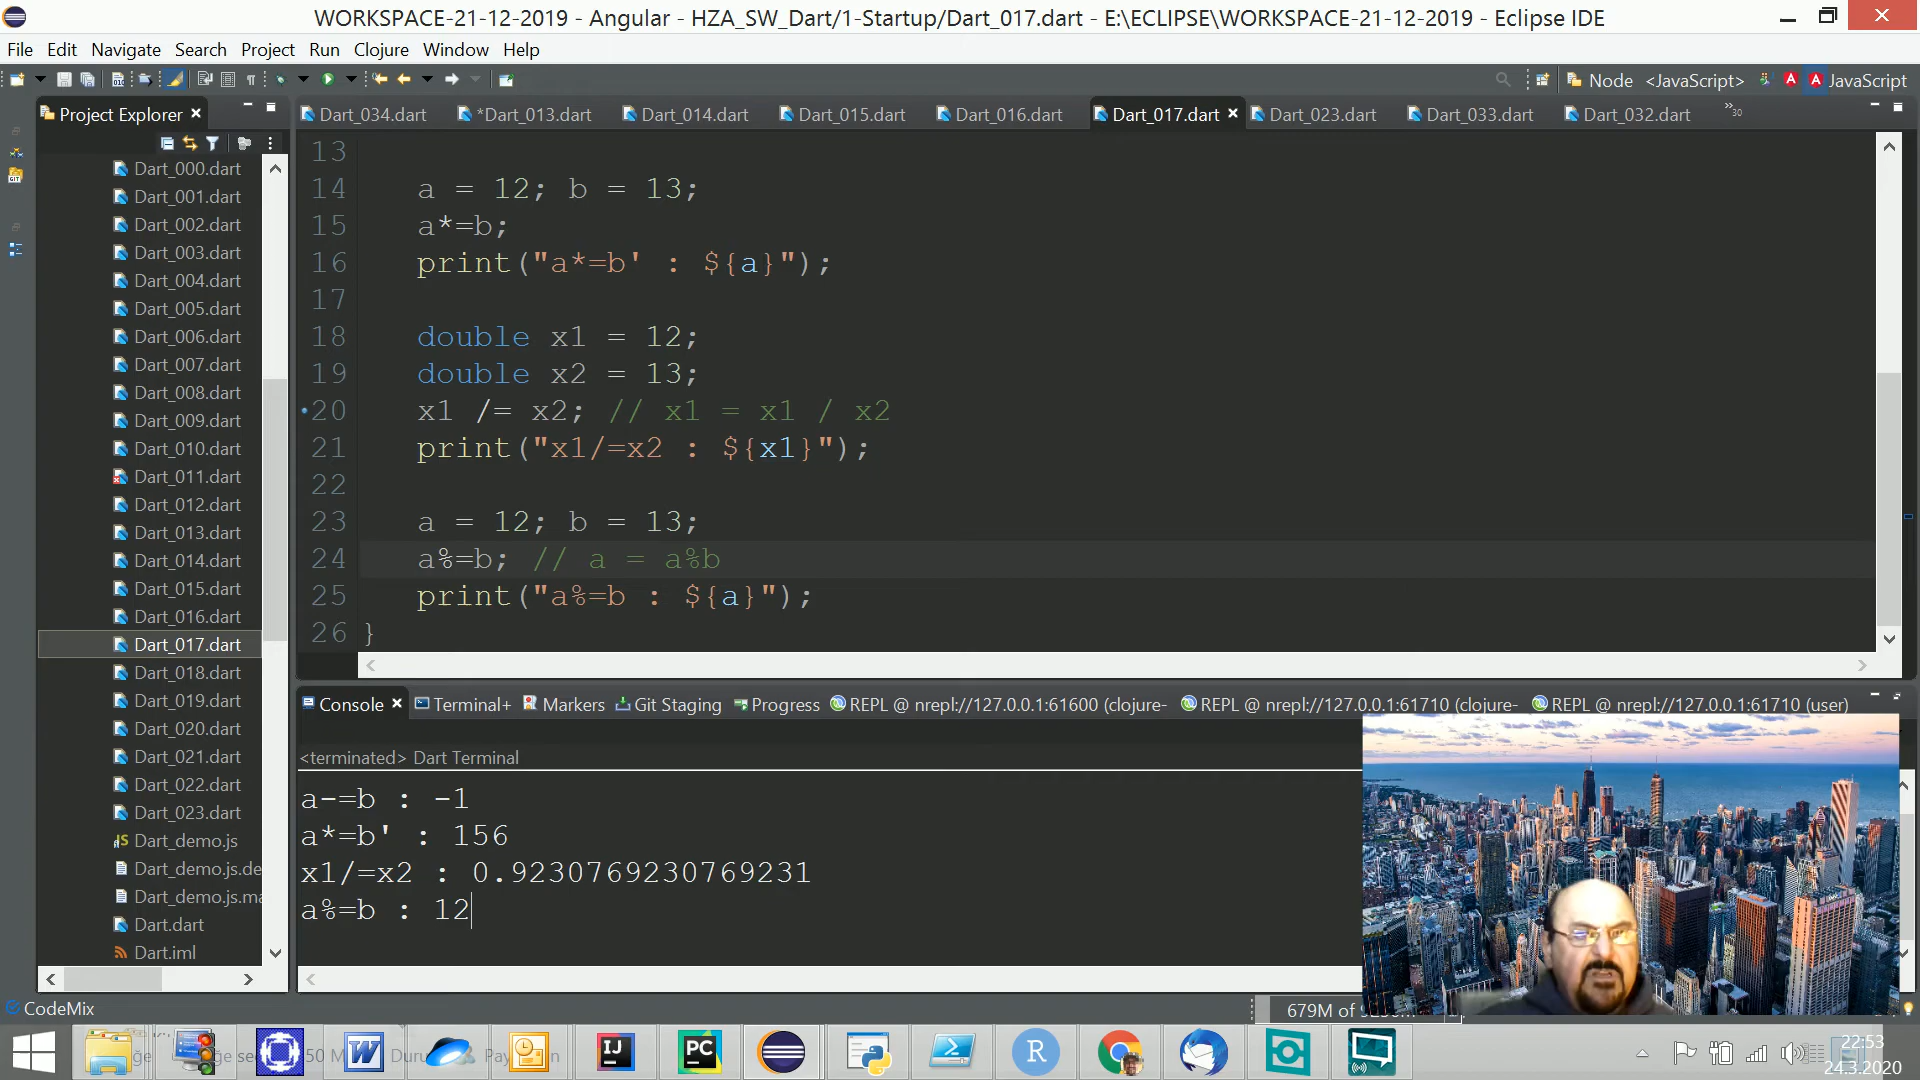 WORKSPACE-21-12-2019 - Angular - HZA_SW_Dart/1-Startup/Dart_017.dart - E:\ECLIPSE\WORKSPACE-21-12-2019 - Eclipse IDE
File Edit Navigate Search Project Run Clojure Window Help
Node <JavaScript> JavaScript
Project Explorer
Dart_034.dart *Dart_013.dart Dart_014.dart Dart_015.dart Dart_016.dart Dart_017.dart Dart_023.dart Dart_033.dart Dart_032.dart »30
Dart_000.dart
Dart_001.dart
Dart_002.dart
Dart_003.dart
Dart_004.dart
Dart_005.dart
Dart_006.dart
Dart_007.dart
Dart_008.dart
Dart_009.dart
Dart_010.dart
Dart_011.dart
Dart_012.dart
Dart_013.dart
Dart_014.dart
Dart_015.dart
Dart_016.dart
Dart_017.dart
Dart_018.dart
Dart_019.dart
Dart_020.dart
Dart_021.dart
Dart_022.dart
Dart_023.dart
Dart_demo.js
Dart_demo.js.de
Dart_demo.js.ma
Dart.dart
Dart.iml
13
14 a = 12; b = 13;
15 a*=b;
16 print("a*=b' : ${a}");
17
18 double x1 = 12;
19 double x2 = 13;
20 x1 /= x2; // x1 = x1 / x2
21 print("x1/=x2 : ${x1}");
22
23 a = 12; b = 13;
24 a%=b; // a = a%b
25 print("a%=b : ${a}");
26 }
Console Terminal+ Markers Git Staging Progress REPL @ nrepl://127.0.0.1:61600 (clojure- REPL @ nrepl://127.0.0.1:61710 (clojure- REPL @ nrepl://127.0.0.1:61710 (user)
<terminated> Dart Terminal
a-=b : -1
a*=b' : 156
x1/=x2 : 0.9230769230769231
a%=b : 12
CodeMix
679M of
22:53
24.3.2020